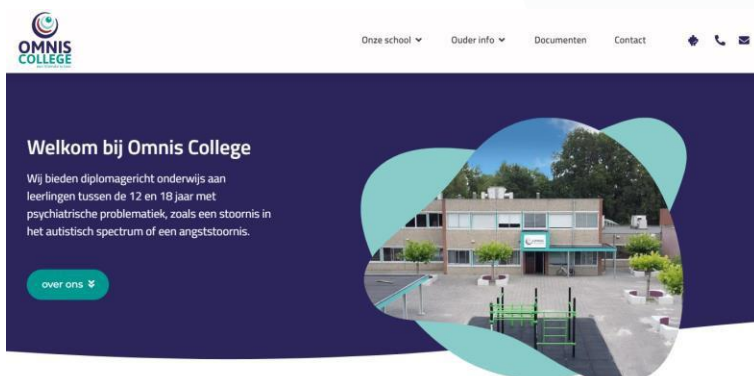 OMNIS
COLLEGE
Onze school
Ouder info
Documenten
Contact
Welkom bij Omnis College
Wij bieden diplomagericht onderwijs aan
leerlingen tussen de 12 en 18 jaar met
psychiatrische problematiek, zoals een stoornis in
het autistisch spectrum of een angststoornis.
over ons
OMNIS